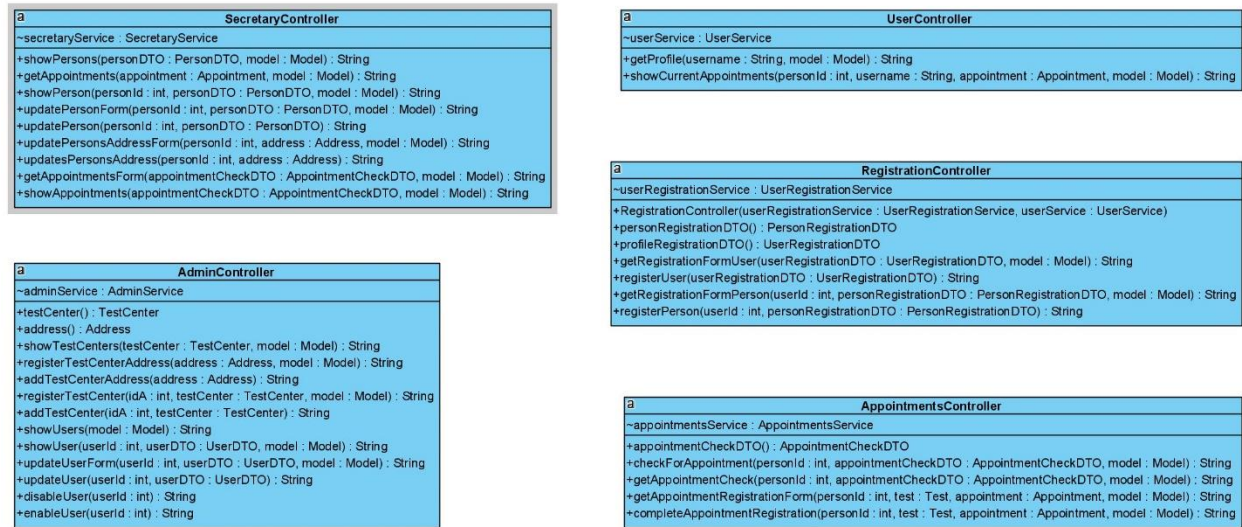 a
SecretaryController
~secretaryService : SecretaryService
+showPersons(personDTO : PersonDTO, model : Model) : String
+getAppointments(appointment : Appointment, model : Model) : String
+showPerson(personId : int, personDTO : PersonDTO, model : Model) : String
+updatePersonForm(personId : int, personDTO : PersonDTO, model : Model) : String
+updatePerson(personId : int, personDTO : PersonDTO) : String
+updatePersonsAddressForm(personId : int, address : Address, model : Model) : String
+updatesPersonsAddress(personId : int, address : Address) : String
+getAppointmentsForm(appointmentCheckDTO : AppointmentCheckDTO, model : Model) : String
+showAppointments(appointmentCheckDTO : AppointmentCheckDTO, model : Model) : String
a
AdminController
~adminService : AdminService
+testCenter() : TestCenter
+address() : Address
+showTestCenters(testCenter : TestCenter, model : Model) : String
+registerTestCenterAddress(address : Address, model : Model) : String
+addTestCenterAddress(address : Address) : String
+registerTestCenter(idA : int, testCenter : TestCenter, model : Model) : String
+addTestCenter(idA : int, testCenter : TestCenter) : String
+showUsers(model : Model) : String
+showUser(userId : int, userDTO : UserDTO, model : Model) : String
+updateUserForm(userId : int, userDTO : UserDTO, model : Model) : String
+updateUser(userId : int, userDTO : UserDTO) : String
+disableUser(userId : int) : String
+enableUser(userId : int) : String
a
UserController
~userService : UserService
+getProfile(username : String, model : Model) : String
+showCurrentAppointments(personId : int, username : String, appointment : Appointment, model : Model) : String
a
RegistrationController
~userRegistrationService : UserRegistrationService
+RegistrationController(userRegistrationService : UserRegistrationService, userService : UserService)
+personRegistrationDTO() : PersonRegistrationDTO
+profileRegistrationDTO() : UserRegistrationDTO
+getRegistrationFormUser(userRegistrationDTO : UserRegistrationDTO, model : Model) : String
+registerUser(userRegistrationDTO : UserRegistrationDTO) : String
+getRegistrationFormPerson(userId : int, personRegistrationDTO : PersonRegistrationDTO, model : Model) : String
+registerPerson(userId : int, personRegistrationDTO : PersonRegistrationDTO) : String
a
AppointmentsController
~appointmentsService : AppointmentsService
+appointmentCheckDTO() : AppointmentCheckDTO
+checkForAppointment(personId : int, appointmentCheckDTO : AppointmentCheckDTO, model : Model) : String
+getAppointmentCheck(personId : int, appointmentCheckDTO : AppointmentCheckDTO, model : Model) : String
+getAppointmentRegistrationForm(personId : int, test : Test, appointment : Appointment, model : Model) : String
+completeAppointmentRegistration(personId : int, test : Test, appointment : Appointment, model : Model) : String